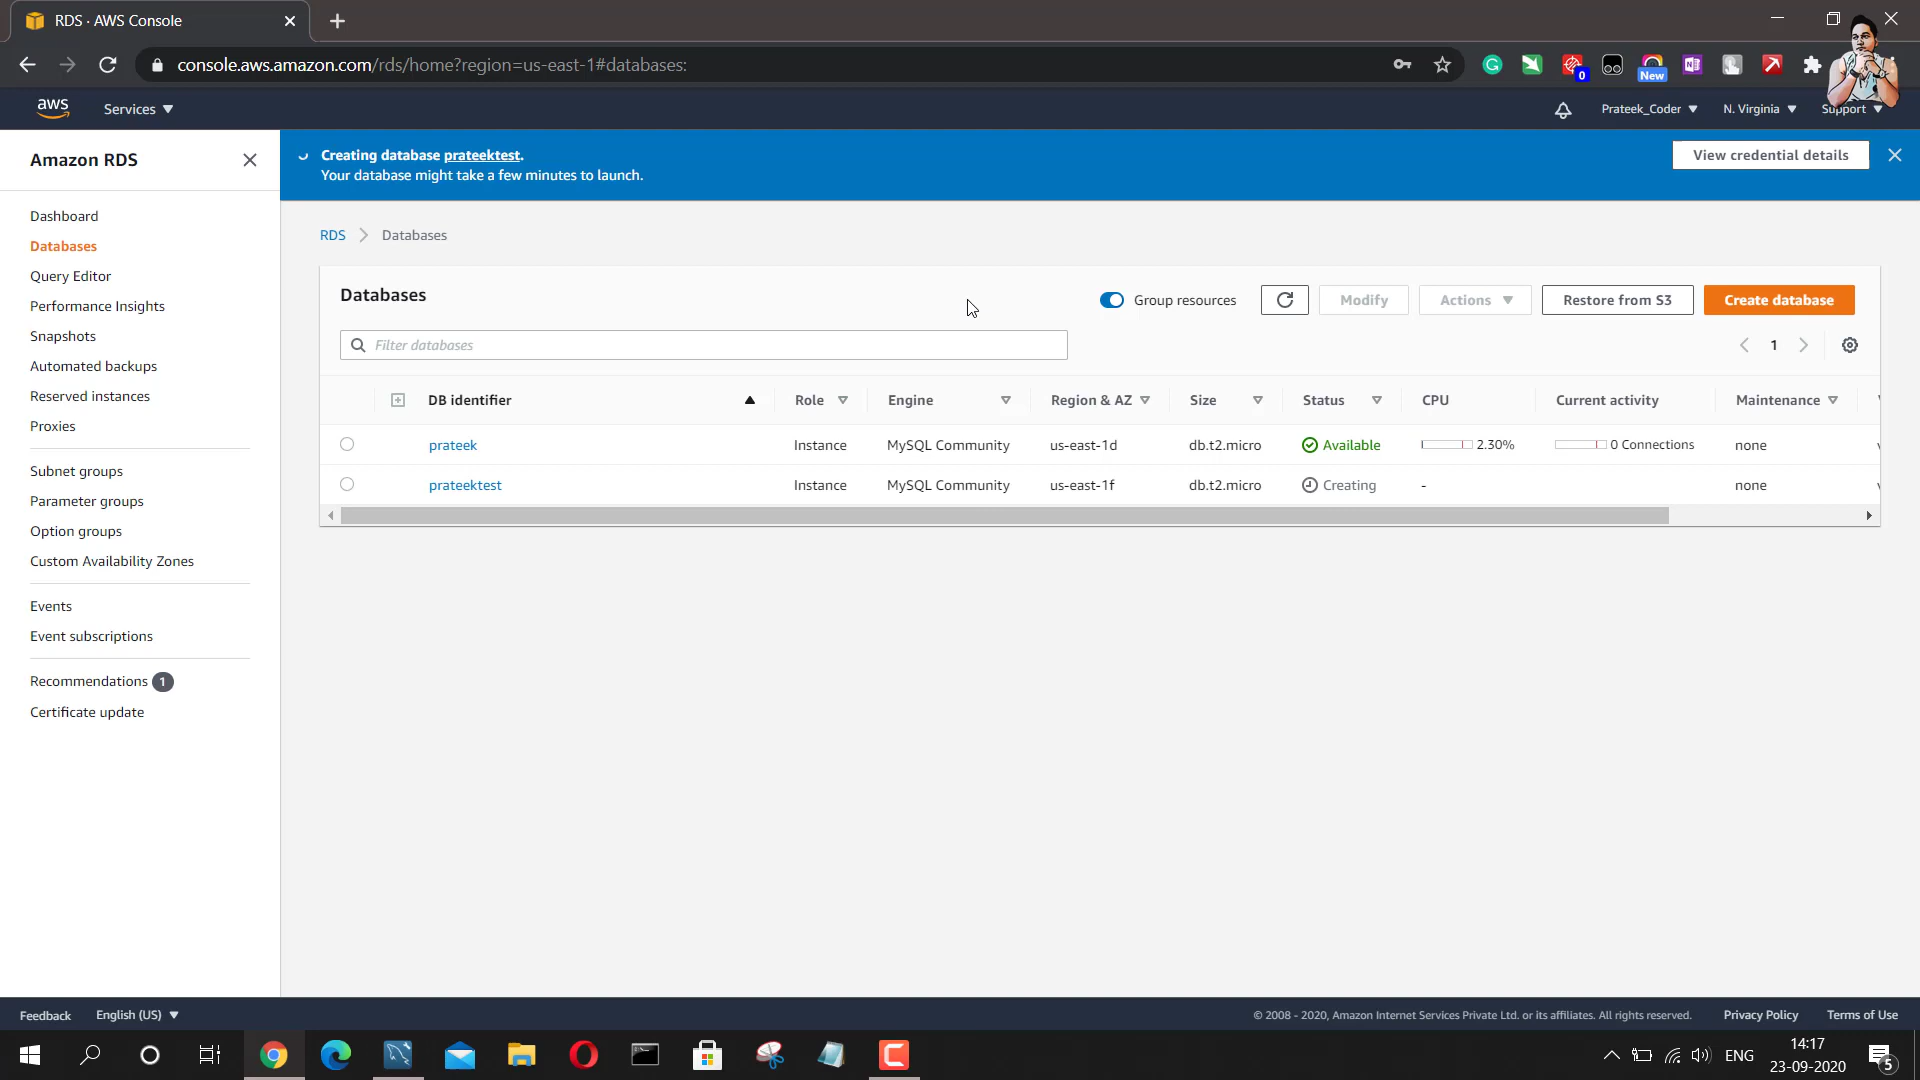 RDS · AWS Console
console.aws.amazon.com/rds/home?region=us-east-1#databases:
0
New
aws
Services
Prateek_Coder
N. Virginia
Support
Amazon RDS
Dashboard
Databases
Query Editor
Performance Insights
Snapshots
Automated backups
Reserved instances
Proxies
Subnet groups
Parameter groups
Option groups
Custom Availability Zones
Events
Event subscriptions
Recommendations 1
Certificate update
Creating database prateektest.
Your database might take a few minutes to launch.
View credential details
RDS > Databases
Databases
Group resources
Modify
Actions
Restore from S3
Create database
Filter databases
1
DB identifier Role Engine Region & AZ Size Status CPU Current activity Maintenance
prateek Instance MySQL Community us-east-1d db.t2.micro Available 2.30% 0 Connections none
prateektest Instance MySQL Community us-east-1f db.t2.micro Creating - none
Feedback
English (US)
© 2008 - 2020, Amazon Internet Services Private Ltd. or its affiliates. All rights reserved.
Privacy Policy
Terms of Use
ENG
14:17
23-09-2020
5